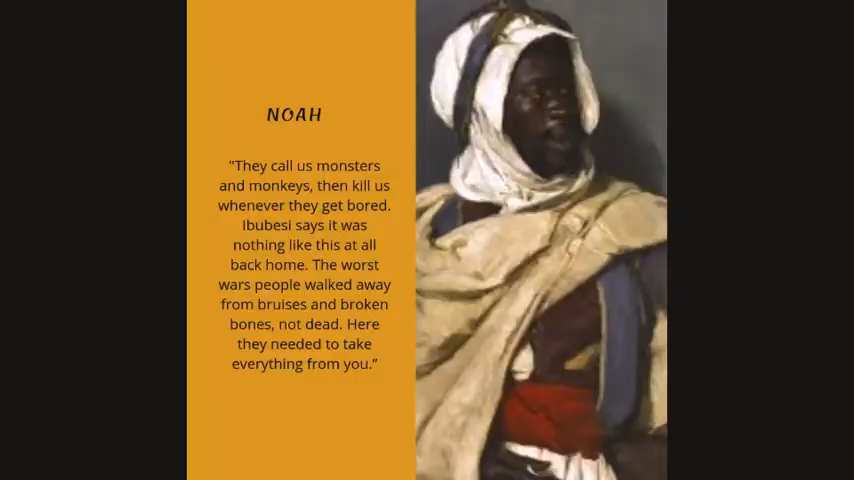 NOAH
"They call us monsters
and monkeys, then kill us
whenever they get bored.
Ibubesi says it was
nothing like this at all
back home. The worst
wars people walked away
from bruises and broken
bones, not dead. Here
they needed to take
everything from you.”